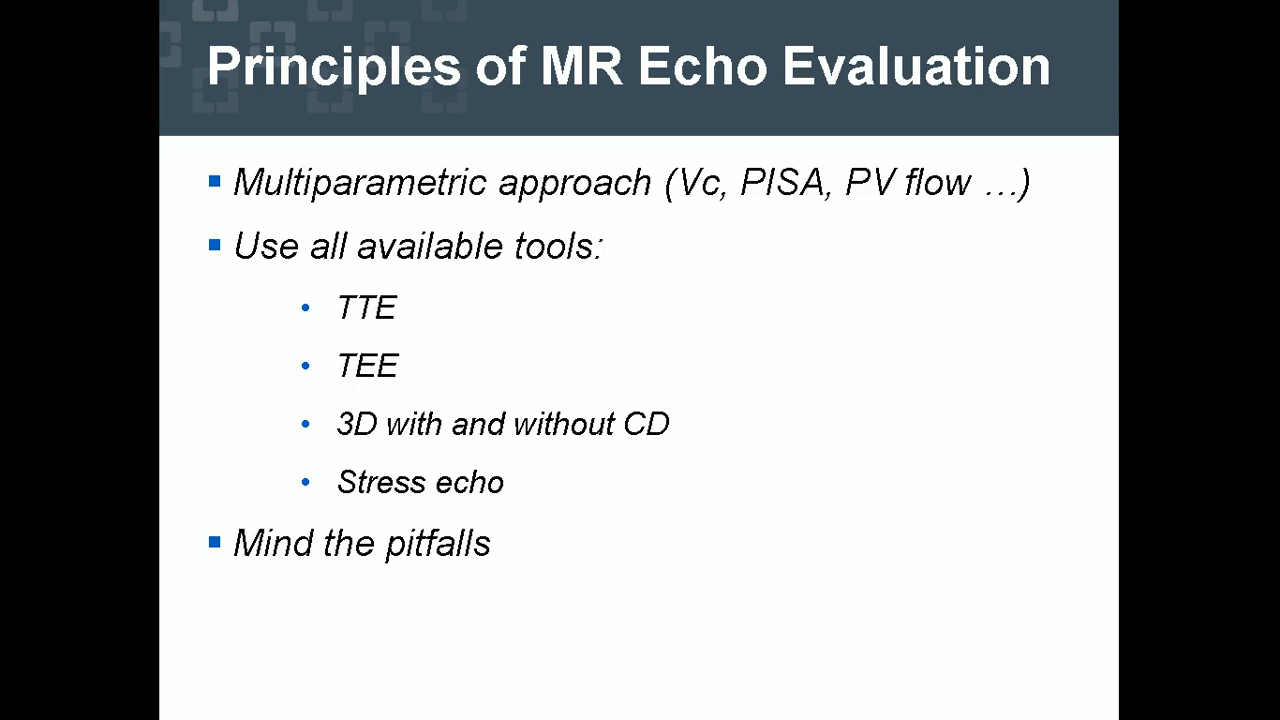 Principles of MR Echo Evaluation
▪ Multiparametric approach (Vc, PISA, PV flow …)
▪ Use all available tools:
• TTE
• TEE
• 3D with and without CD
• Stress echo
▪ Mind the pitfalls